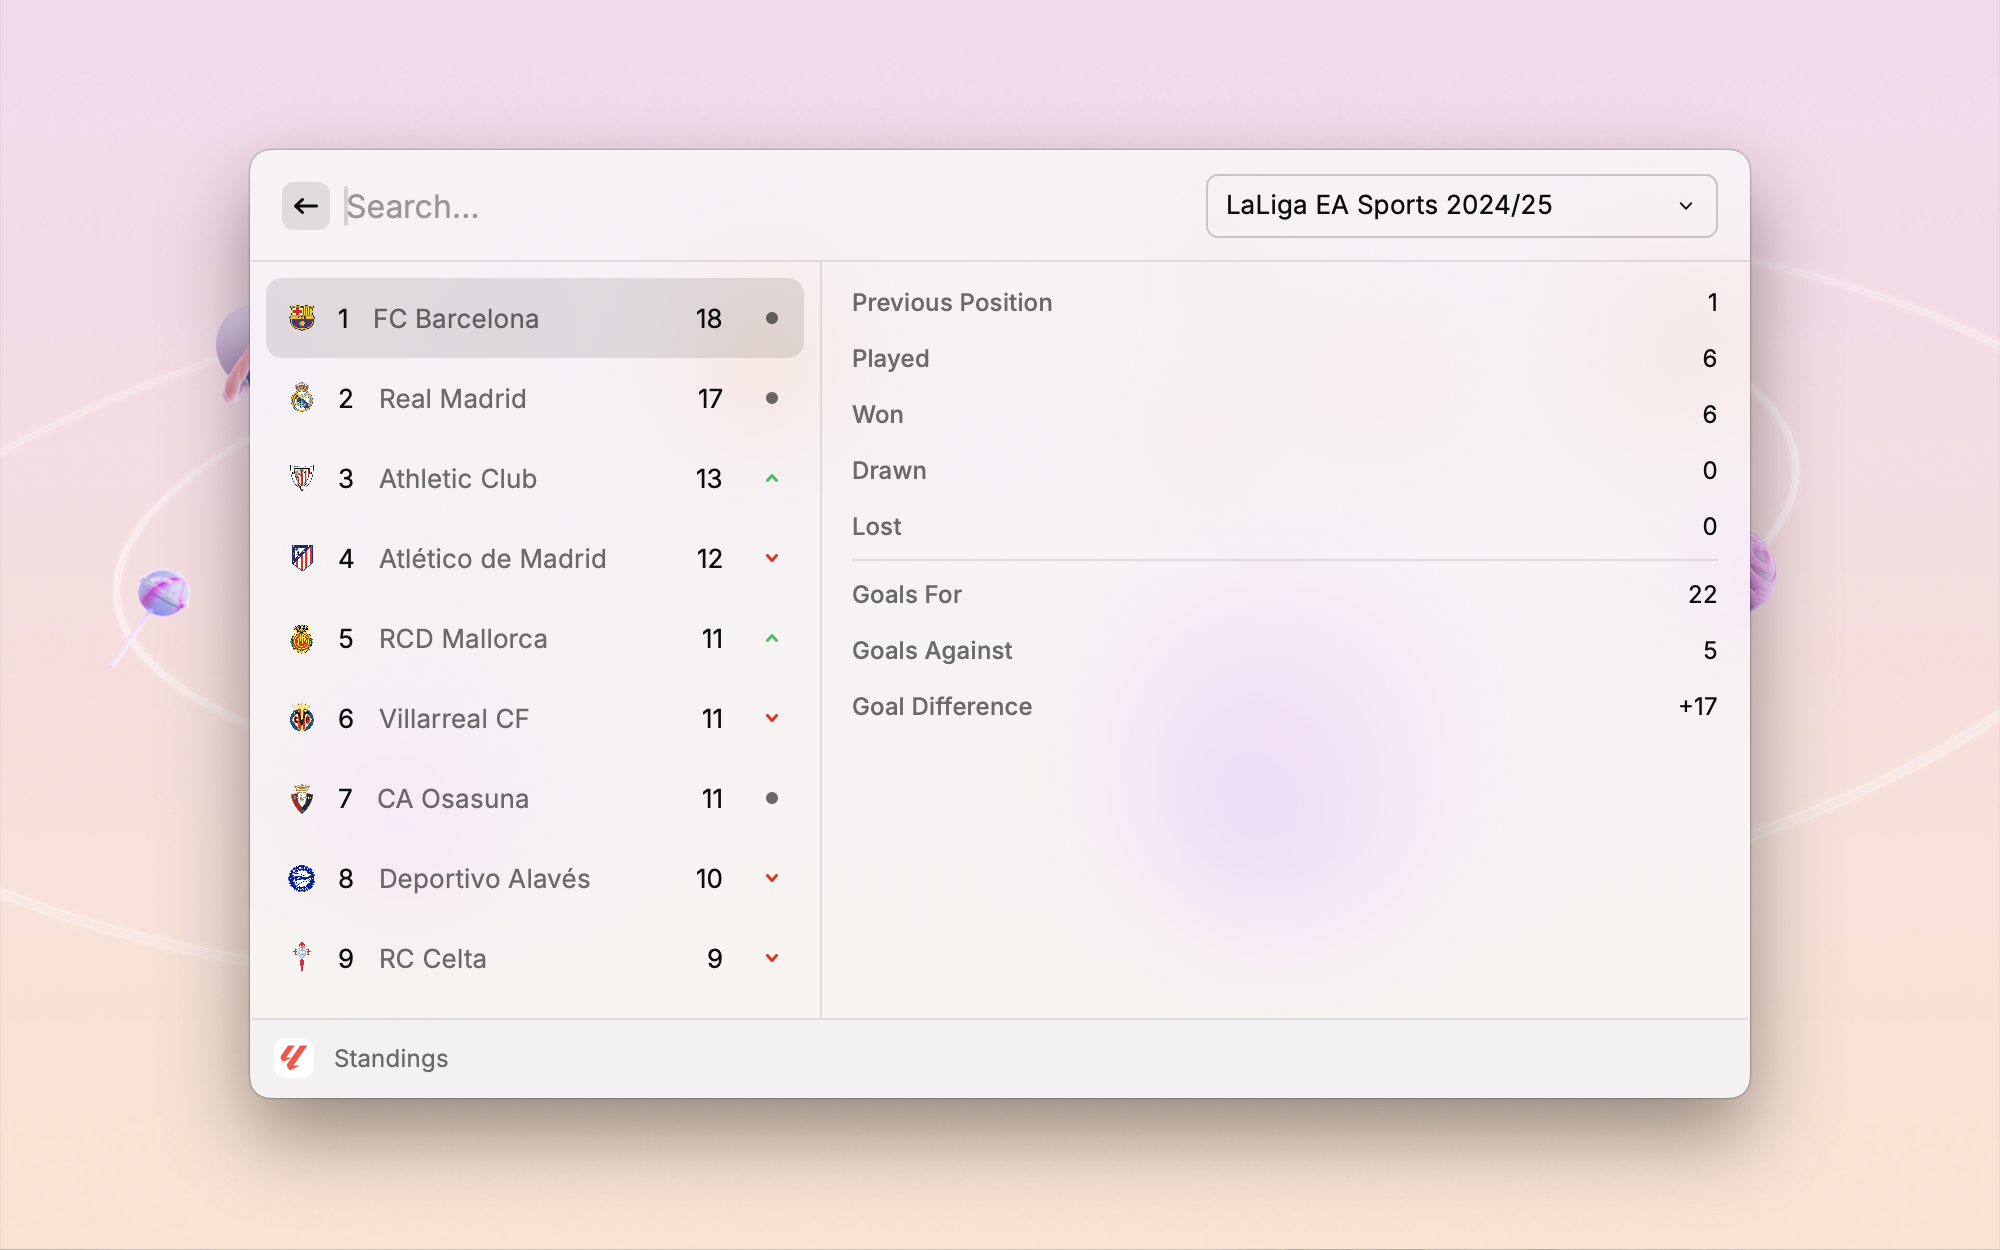 Search...
LaLiga EA Sports 2024/25
1 FC Barcelona 18
2 Real Madrid 17
3 Athletic Club 13
4 Atlético de Madrid 12
5 RCD Mallorca 11
6 Villarreal CF 11
7 CA Osasuna 11
8 Deportivo Alavés 10
9 RC Celta 9
Previous Position 1
Played 6
Won 6
Drawn 0
Lost 0
Goals For 22
Goals Against 5
Goal Difference +17
Standings